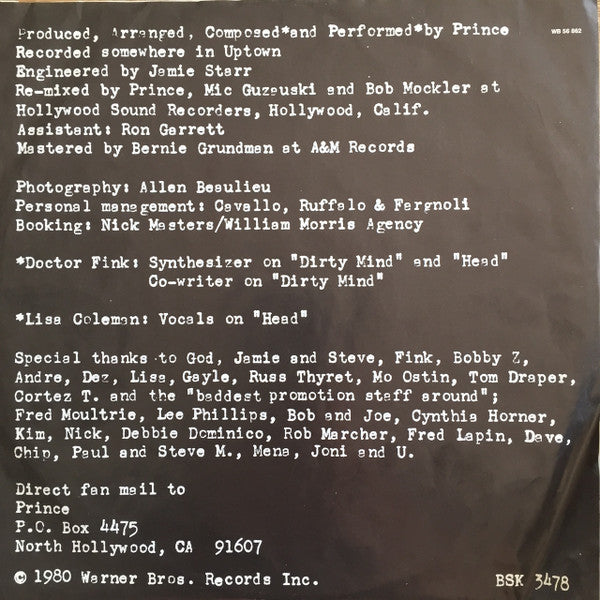 Produced, Arranged, Composed*and Performed*by Prince
WB 56 862
Recorded somewhere in Uptown
Engineered by Jamie Starr
Re-mixed by Prince, Mic Guzauski and Bob Mockler at
Hollywood Sound Recorders, Hollywood, Calif.
Assistant: Ron Garrett
Mastered by Bernie Grundman at A&M Records
Photography: Allen Beaulieu
Personal management: Cavallo, Ruffalo & Fargnoli
Booking: Nick Masters/William Morris Agency
*Doctor Fink: Synthesizer on "Dirty Mind" and "Head"
Co-writer on "Dirty Mind"
*Lisa Coleman: Vocals on "Head"
Special thanks to God, Jamie and Steve, Fink, Bobby Z,
Andre, Dez, Lisa, Gayle, Russ Thyret, Mo Ostin, Tom Draper,
Cortez T. and the "baddest promotion staff around";
Fred Moultrie, Lee Phillips, Bob and Joe, Cynthia Horner,
Kim, Nick, Debbie Dominico, Rob Marcher, Fred Lapin, Dave,
Chip, Paul and Steve M., Mena, Joni and U.
Direct fan mail to
Prince
P.O. Box 4475
North Hollywood, CA 91607
© 1980 Warner Bros. Records Inc.
BSK 3478